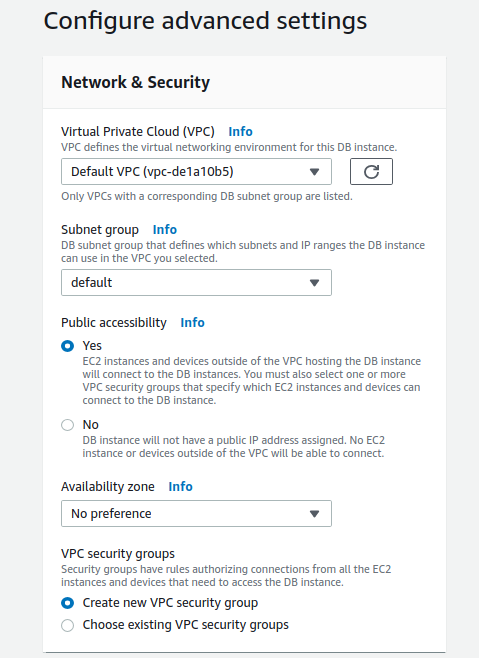 Configure advanced settings
Network & Security
Virtual Private Cloud (VPC) Info
VPC defines the virtual networking environment for this DB instance.
Default VPC (vpc-de1a10b5)
Only VPCs with a corresponding DB subnet group are listed.
Subnet group Info
DB subnet group that defines which subnets and IP ranges the DB instance
can use in the VPC you selected.
default
Public accessibility Info
Yes
EC2 instances and devices outside of the VPC hosting the DB instance
will connect to the DB instances. You must also select one or more
VPC security groups that specify which EC2 instances and devices can
connect to the DB instance.
No
DB instance will not have a public IP address assigned. No EC2
instance or devices outside of the VPC will be able to connect.
Availability zone Info
No preference
VPC security groups
Security groups have rules authorizing connections from all the EC2
instances and devices that need to access the DB instance.
Create new VPC security group
Choose existing VPC security groups